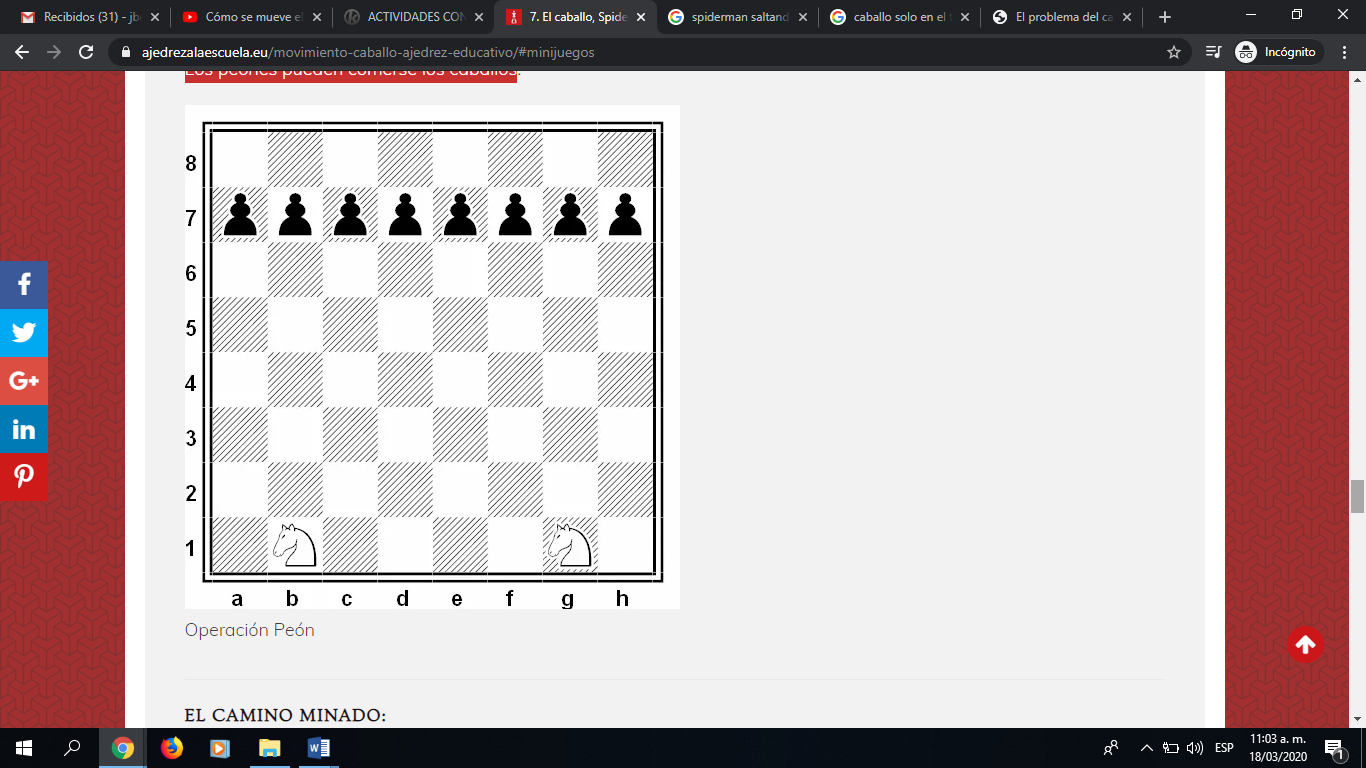 Recibidos (31) - jb
Cómo se mueve el
ACTIVIDADES CON
7. El caballo, Spide
spiderman saltand
caballo solo en el t
El problema del ca
ajedrezalaescuela.eu/movimiento-caballo-ajedrez-educativo/#minijuegos
Incógnito
Los peones pueden comerse los caballos.
8
7
6
5
4
3
2
1
a b c d e f g h
Operación Peón
EL CAMINO MINADO:
f
G+
in
ESP
11:03 a. m.
18/03/2020
1